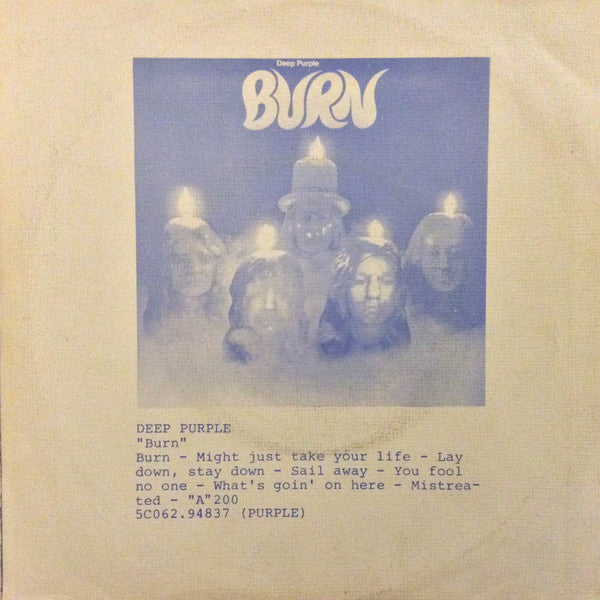 Deep Purple
BURN
DEEP PURPLE
"Burn"
Burn - Might just take your life - Lay
down, stay down - Sail away - You fool
no one - What's goin' on here - Mistrea-
ted - "A"200
5C062.94837 (PURPLE)